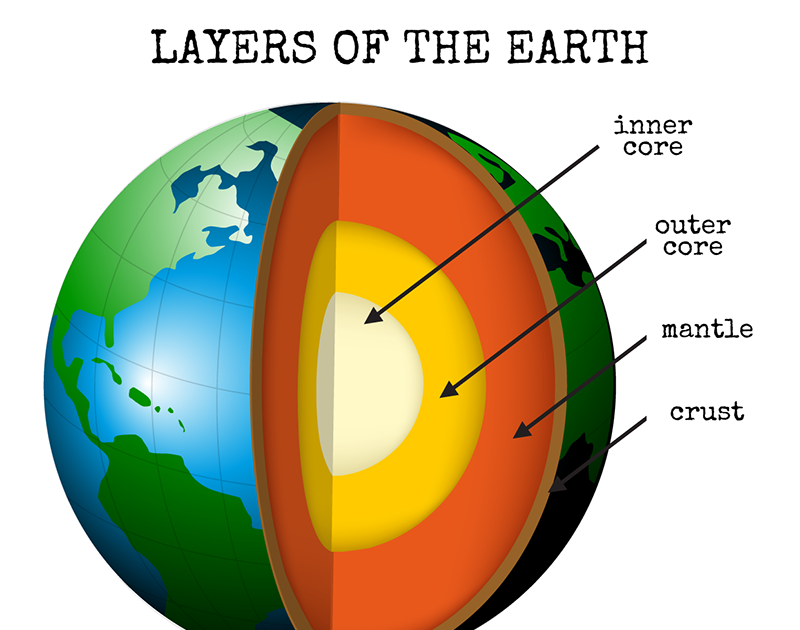 LAYERS OF THE EARTH
inner
core
outer
core
mantle
crust